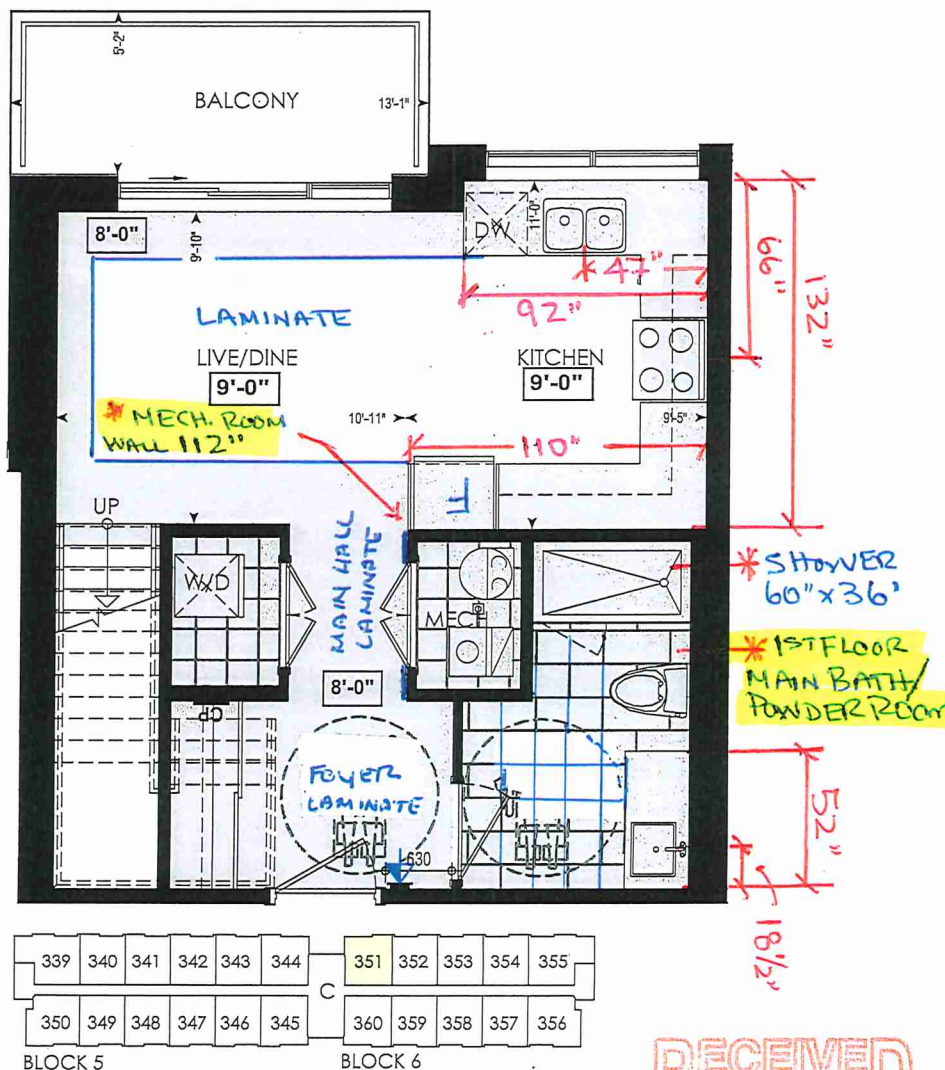 5'-2"
BALCONY
13'-1"
8'-0"
9'-10"
DW
11'-0"
47"
92"
66"
132"
LAMINATE
LIVE/DINE
9'-0"
KITCHEN
9'-0"
* MECH. ROOM
WALL 112"
10'-11"
9'-5"
110"
F
UP
W/D
MAIN HALL
LAMINATE
MECH
* SHOWER
60"x36'
* 1ST FLOOR
MAIN BATH/
POWDER ROOM
8'-0"
CP
FOYER
LAMINATE
630
52"
18½"
339 340 341 342 343 344 351 352 353 354 355
C
350 349 348 347 346 345 360 359 358 357 356
BLOCK 5 BLOCK 6
RECEIVED